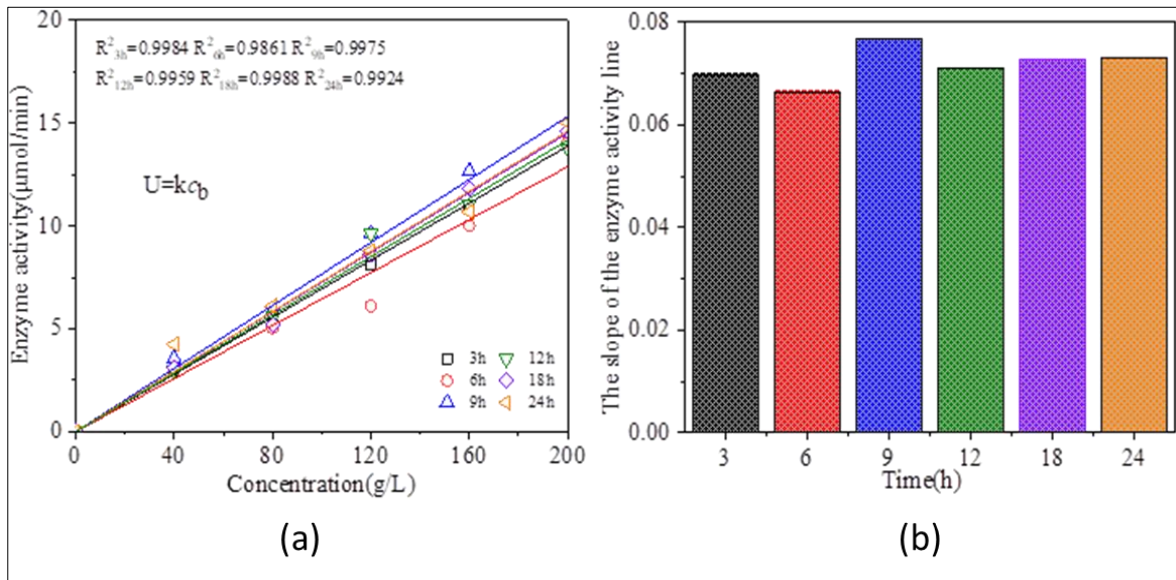 R²3h=0.9984 R²6h=0.9861 R²9h=0.9975
R²12h=0.9959 R²18h=0.9988 R²24h=0.9924
U=kcb
Enzyme activity(μmol/min)
20
15
10
5
0
3h
12h
6h
18h
9h
24h
0
40
80
120
160
200
Concentration(g/L)
(a)
The slope of the enzyme activity line
0.08
0.06
0.04
0.02
0.00
3
6
9
12
18
24
Time(h)
(b)